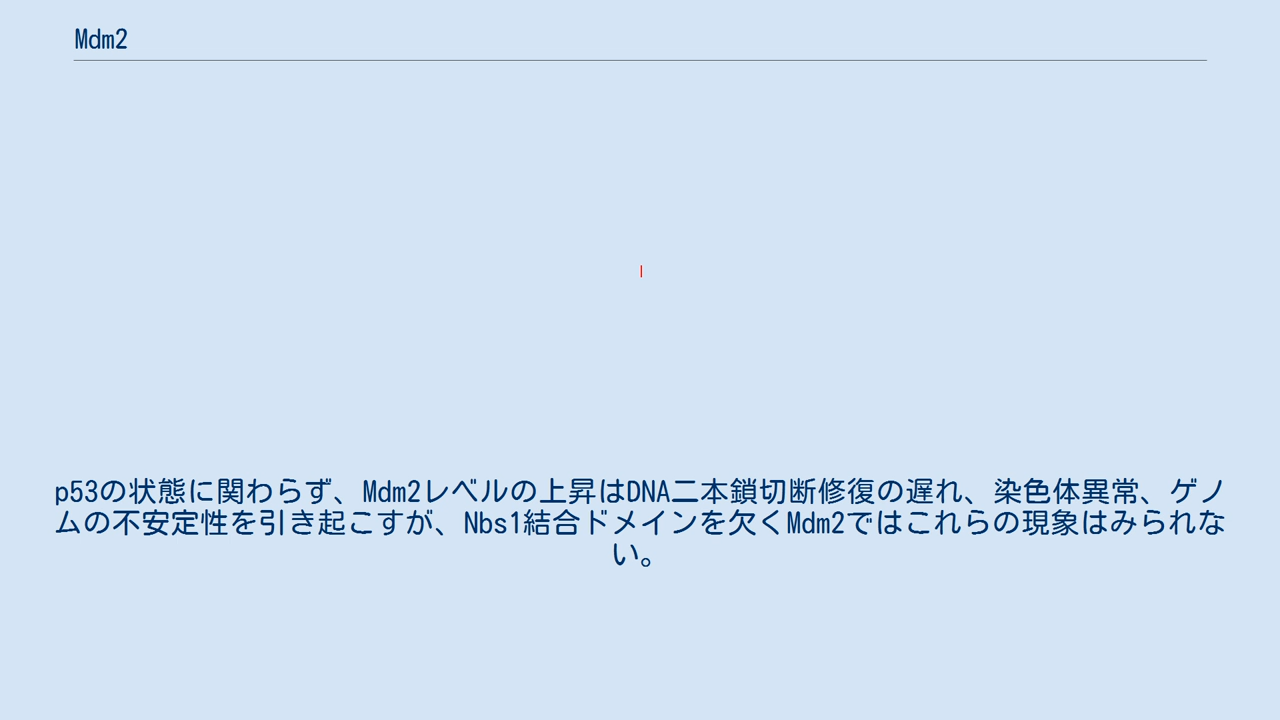 Mdm2
p53の状態に関わらず、Mdm2レベルの上昇はDNA二本鎖切断修復の遅れ、染色体異常、ゲノ
ムの不安定性を引き起こすが、Nbs1結合ドメインを欠くMdm2ではこれらの現象はみられな
い。